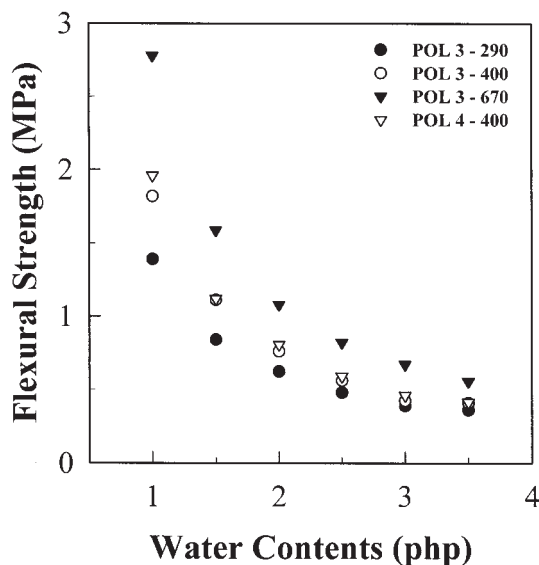 3
2
1
0
Flexural Strength (MPa)
POL 3 - 290
POL 3 - 400
POL 3 - 670
POL 4 - 400
1 2 3 4
Water Contents (php)